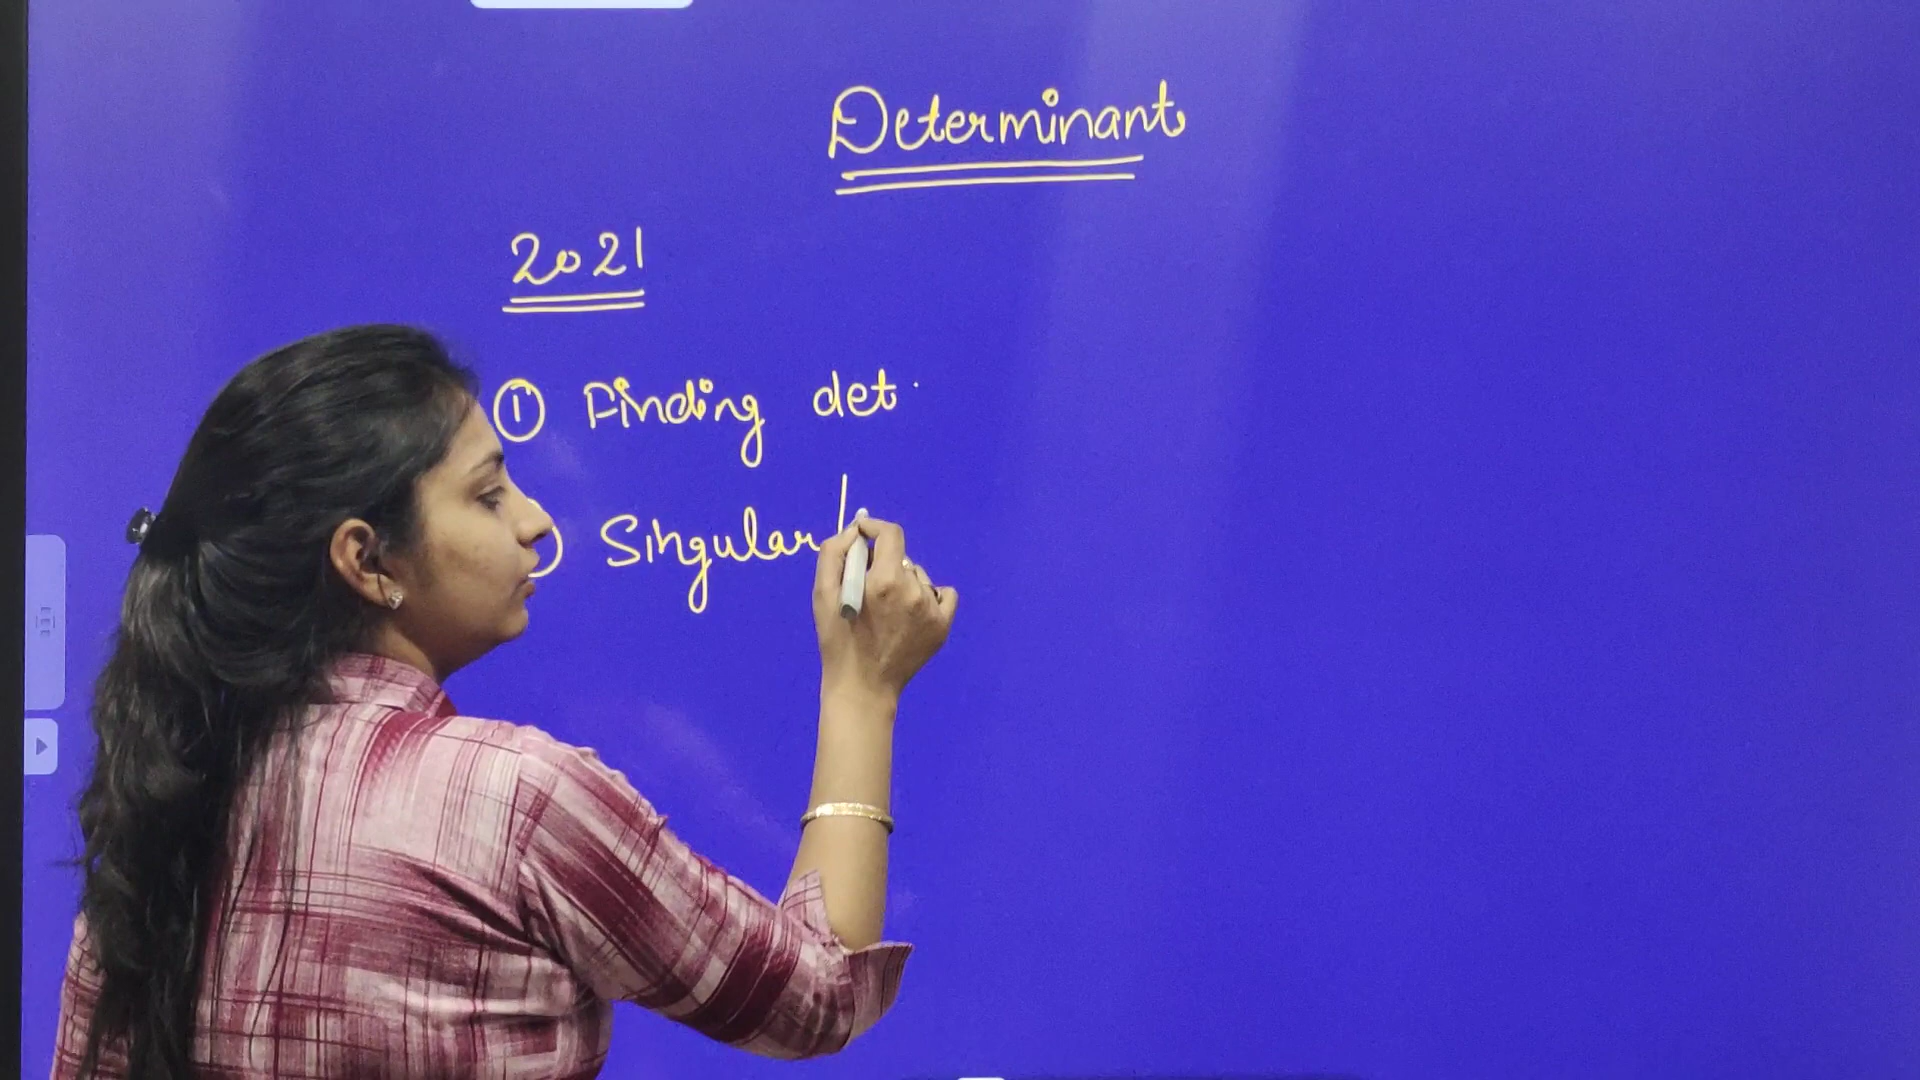 Determinant
2021
① Finding det.
Singular